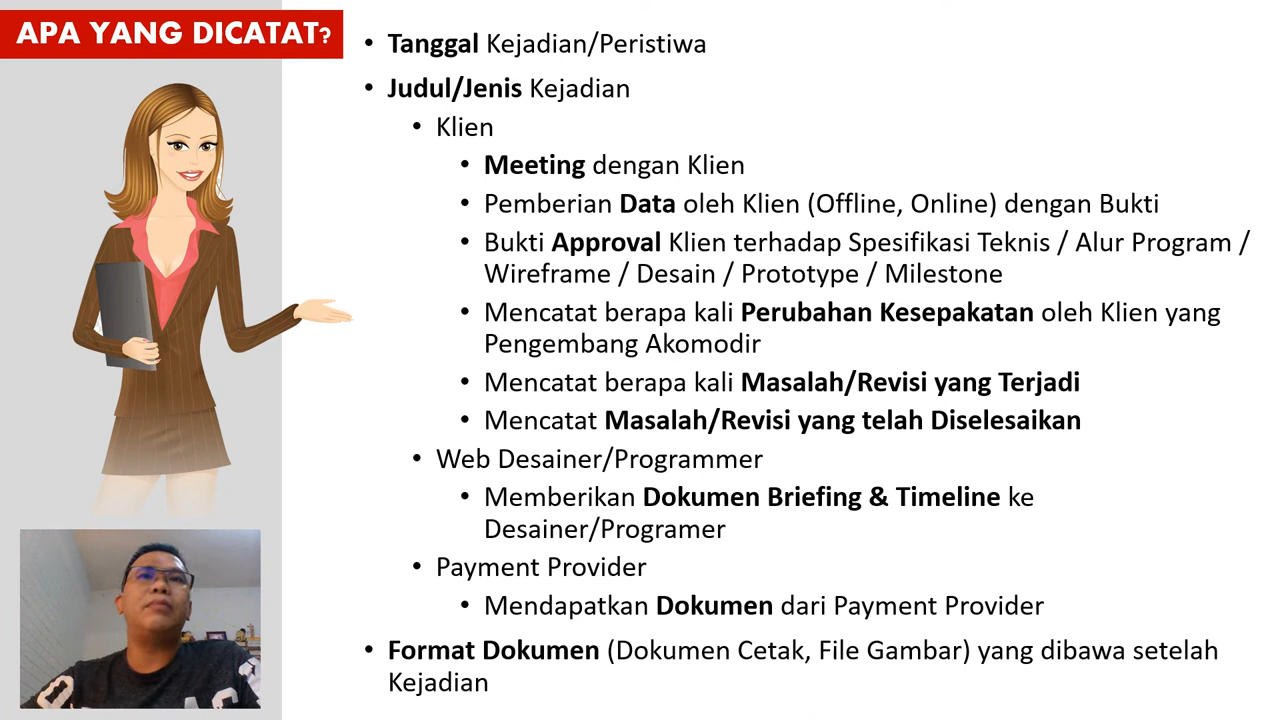 APA YANG DICATAT?
• Tanggal Kejadian/Peristiwa
• Judul/Jenis Kejadian
• Klien
• Meeting dengan Klien
• Pemberian Data oleh Klien (Offline, Online) dengan Bukti
• Bukti Approval Klien terhadap Spesifikasi Teknis / Alur Program /
Wireframe / Desain / Prototype / Milestone
• Mencatat berapa kali Perubahan Kesepakatan oleh Klien yang
Pengembang Akomodir
• Mencatat berapa kali Masalah/Revisi yang Terjadi
• Mencatat Masalah/Revisi yang telah Diselesaikan
• Web Desainer/Programmer
• Memberikan Dokumen Briefing & Timeline ke
Desainer/Programer
• Payment Provider
• Mendapatkan Dokumen dari Payment Provider
• Format Dokumen (Dokumen Cetak, File Gambar) yang dibawa setelah
Kejadian